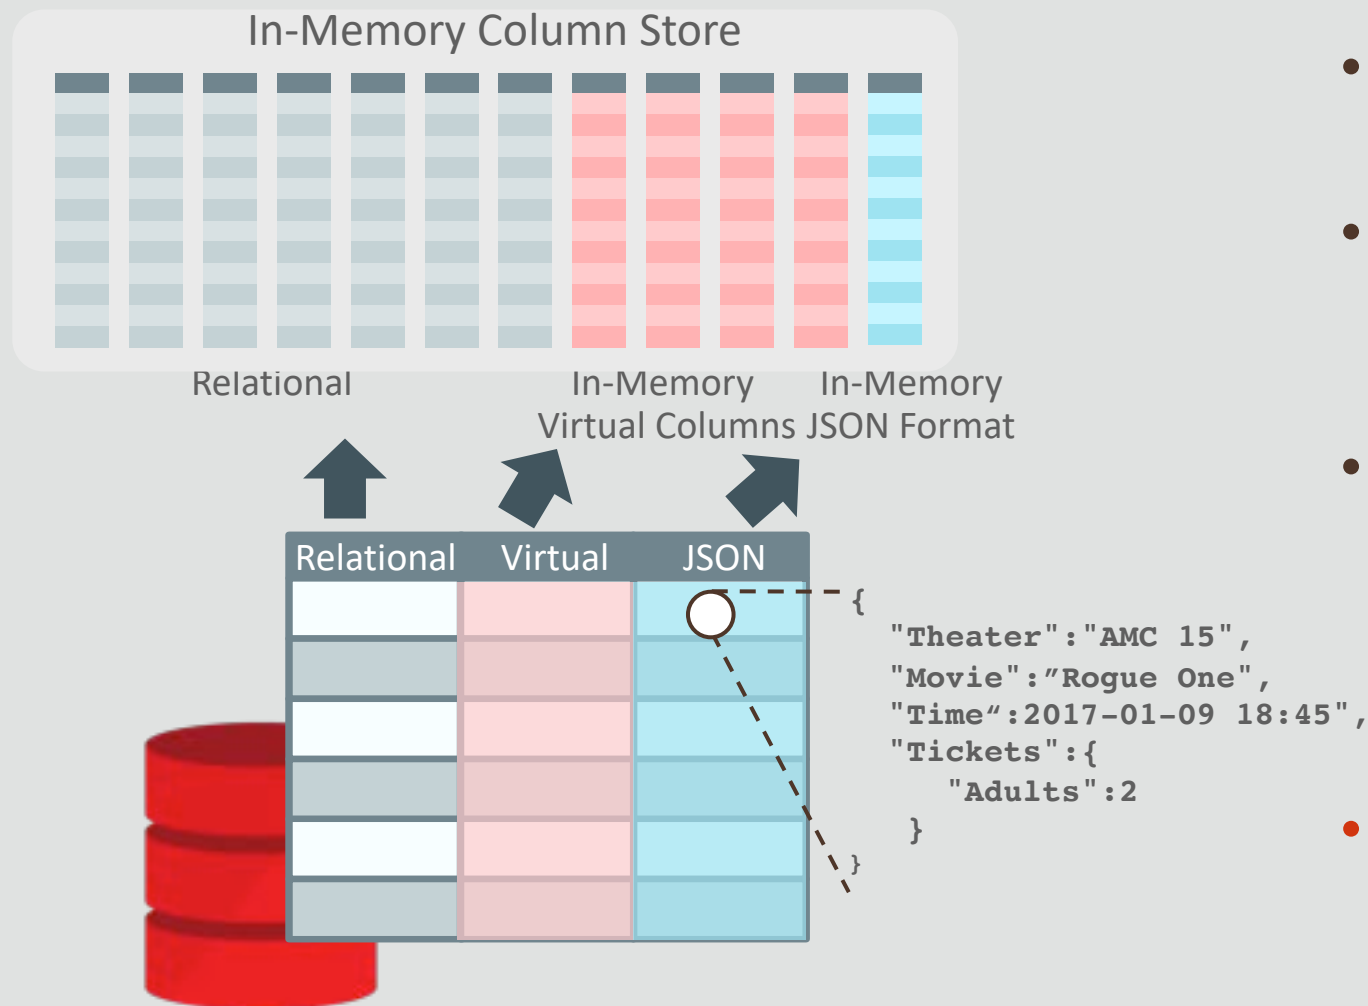 In-Memory Column Store
Relational
In-Memory
Virtual Columns
In-Memory
JSON Format
Relational Virtual JSON
{
"Theater":"AMC 15",
"Movie":”Rogue One",
"Time“:2017-01-09 18:45",
"Tickets":{
"Adults":2
}
}